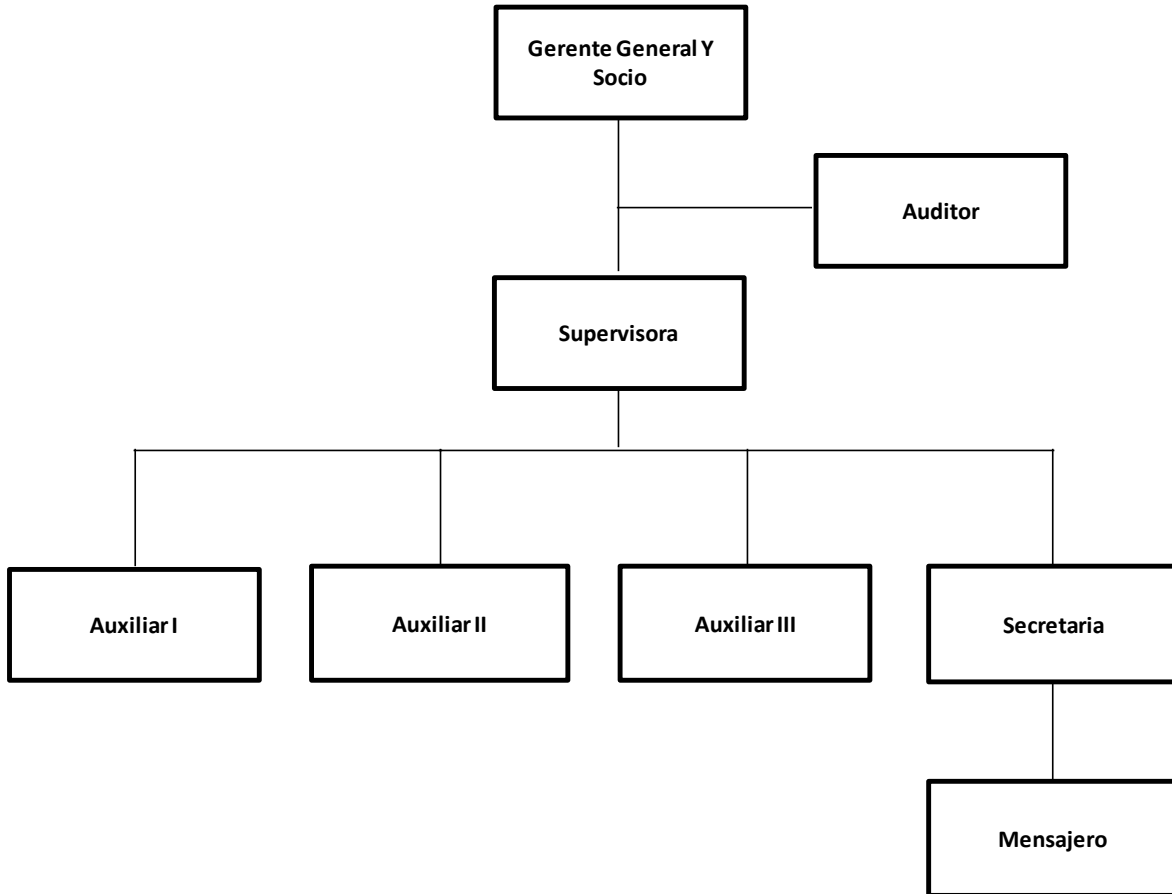 Gerente General Y
Socio
Auditor
Supervisora
Auxiliar I
Auxiliar II
Auxiliar III
Secretaria
Mensajero